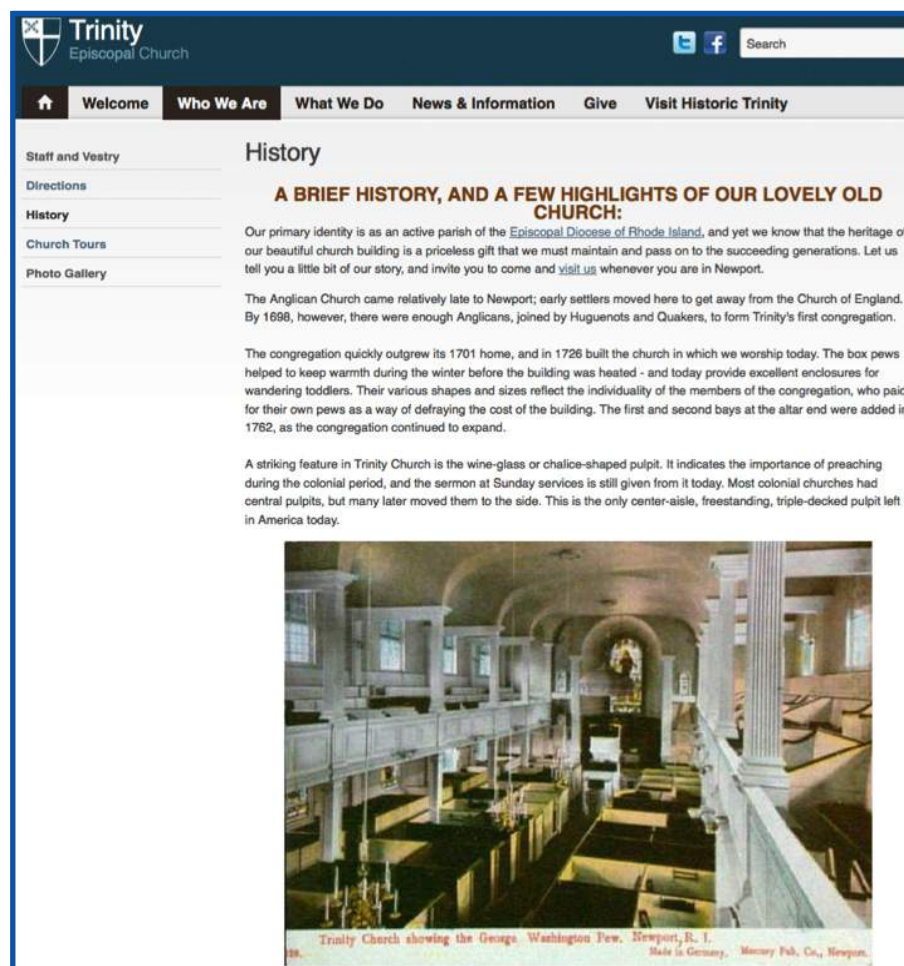 Trinity
Episcopal Church
Search
Welcome
Who We Are
What We Do
News & Information
Give
Visit Historic Trinity
Staff and Vestry
Directions
History
Church Tours
Photo Gallery
History
A BRIEF HISTORY, AND A FEW HIGHLIGHTS OF OUR LOVELY OLD
CHURCH:
Our primary identity is as an active parish of the Episcopal Diocese of Rhode Island, and yet we know that the heritage of
our beautiful church building is a priceless gift that we must maintain and pass on to the succeeding generations. Let us
tell you a little bit of our story, and invite you to come and visit us whenever you are in Newport.
The Anglican Church came relatively late to Newport; early settlers moved here to get away from the Church of England.
By 1698, however, there were enough Anglicans, joined by Huguenots and Quakers, to form Trinity's first congregation.
The congregation quickly outgrew its 1701 home, and in 1726 built the church in which we worship today. The box pews
helped to keep warmth during the winter before the building was heated - and today provide excellent enclosures for
wandering toddlers. Their various shapes and sizes reflect the individuality of the members of the congregation, who paid
for their own pews as a way of defraying the cost of the building. The first and second bays at the altar end were added in
1762, as the congregation continued to expand.
A striking feature in Trinity Church is the wine-glass or chalice-shaped pulpit. It indicates the importance of preaching
during the colonial period, and the sermon at Sunday services is still given from it today. Most colonial churches had
central pulpits, but many later moved them to the side. This is the only center-aisle, freestanding, triple-decked pulpit left
in America today.
Trinity Church showing the George Washington Pew, Newport, R. I.
Made in Germany. Mercury Pub. Co., Newport.